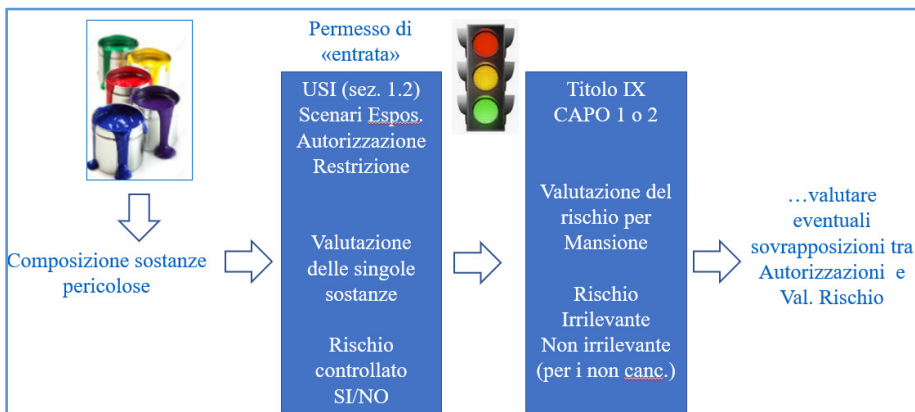 Permesso di
«entrata»
USI (sez. 1.2)
Scenari Espos.
Autorizzazione
Restrizione
Valutazione
delle singole
sostanze
Rischio
controllato
SI/NO
Titolo IX
CAPO 1 o 2
Valutazione del
rischio per
Mansione
Rischio
Irrilevante
Non irrilevante
(per i non canc.)
Composizione sostanze
pericolose
…valutare
eventuali
sovrapposizioni tra
Autorizzazioni e
Val. Rischio